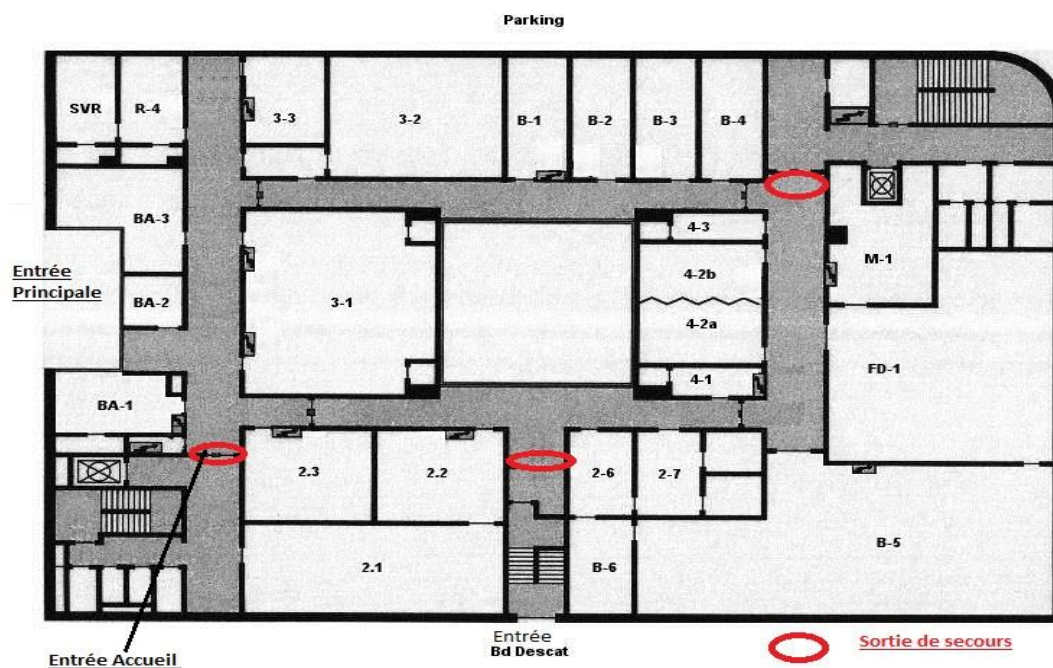 Parking
SVR
R-4
3-3
3-2
B-1
B-2
B-3
B-4
BA-3
4-3
M-1
Entrée
Principale
BA-2
3-1
4-2b
4-2a
FD-1
BA-1
4-1
2.3
2.2
2-6
2-7
B-5
2.1
B-6
Entrée
Bd Descat
Sortie de secours
Entrée Accueil